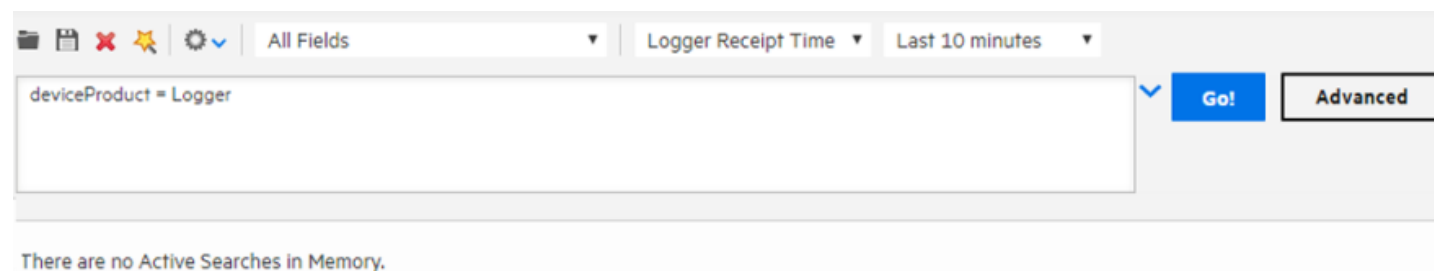 All Fields Logger Receipt Time Last 10 minutes
deviceProduct = Logger Go! Advanced
There are no Active Searches in Memory.